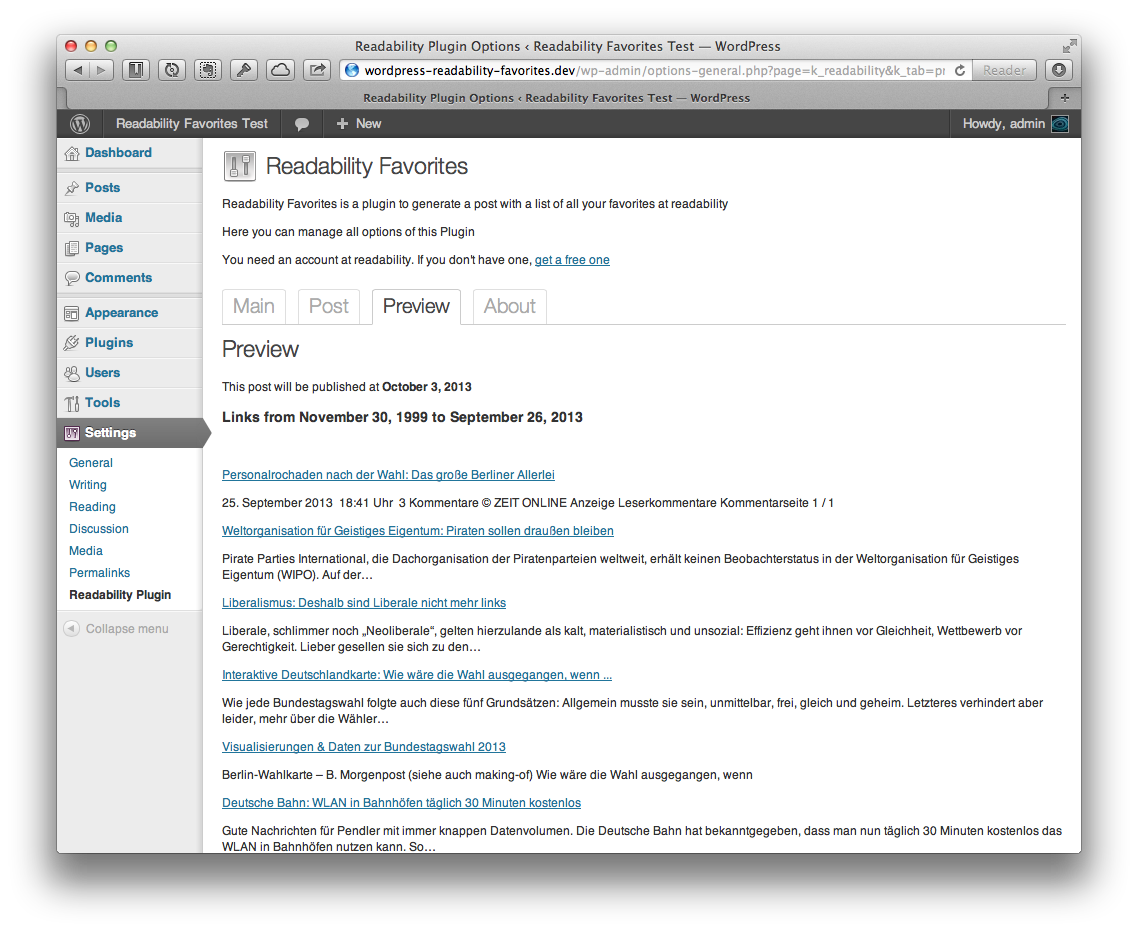 Readability Plugin Options ‹ Readability Favorites Test — WordPress
wordpress-readability-favorites.dev/wp-admin/options-general.php?page=k_readability&k_tab=pr
Reader
Readability Plugin Options ‹ Readability Favorites Test — WordPress
Readability Favorites Test
+ New
Howdy, admin
Dashboard
Posts
Media
Pages
Comments
Appearance
Plugins
Users
Tools
Settings
General
Writing
Reading
Discussion
Media
Permalinks
Readability Plugin
Collapse menu
Readability Favorites
Readability Favorites is a plugin to generate a post with a list of all your favorites at readability
Here you can manage all options of this Plugin
You need an account at readability. If you don't have one, get a free one
Main Post Preview About
Preview
This post will be published at October 3, 2013
Links from November 30, 1999 to September 26, 2013
Personalrochaden nach der Wahl: Das große Berliner Allerlei
25. September 2013 18:41 Uhr 3 Kommentare © ZEIT ONLINE Anzeige Leserkommentare Kommentarseite 1 / 1
Weltorganisation für Geistiges Eigentum: Piraten sollen draußen bleiben
Pirate Parties International, die Dachorganisation der Piratenparteien weltweit, erhält keinen Beobachterstatus in der Weltorganisation für Geistiges
Eigentum (WIPO). Auf der…
Liberalismus: Deshalb sind Liberale nicht mehr links
Liberale, schlimmer noch „Neoliberale“, gelten hierzulande als kalt, materialistisch und unsozial: Effizienz geht ihnen vor Gleichheit, Wettbewerb vor
Gerechtigkeit. Lieber gesellen sie sich zu den…
Interaktive Deutschlandkarte: Wie wäre die Wahl ausgegangen, wenn ...
Wie jede Bundestagswahl folgte auch diese fünf Grundsätzen: Allgemein musste sie sein, unmittelbar, frei, gleich und geheim. Letzteres verhindert aber
leider, mehr über die Wähler…
Visualisierungen & Daten zur Bundestagswahl 2013
Berlin-Wahlkarte – B. Morgenpost (siehe auch making-of) Wie wäre die Wahl ausgegangen, wenn
Deutsche Bahn: WLAN in Bahnhöfen täglich 30 Minuten kostenlos
Gute Nachrichten für Pendler mit immer knappen Datenvolumen. Die Deutsche Bahn hat bekanntgegeben, dass man nun täglich 30 Minuten kostenlos das
WLAN in Bahnhöfen nutzen kann. So…